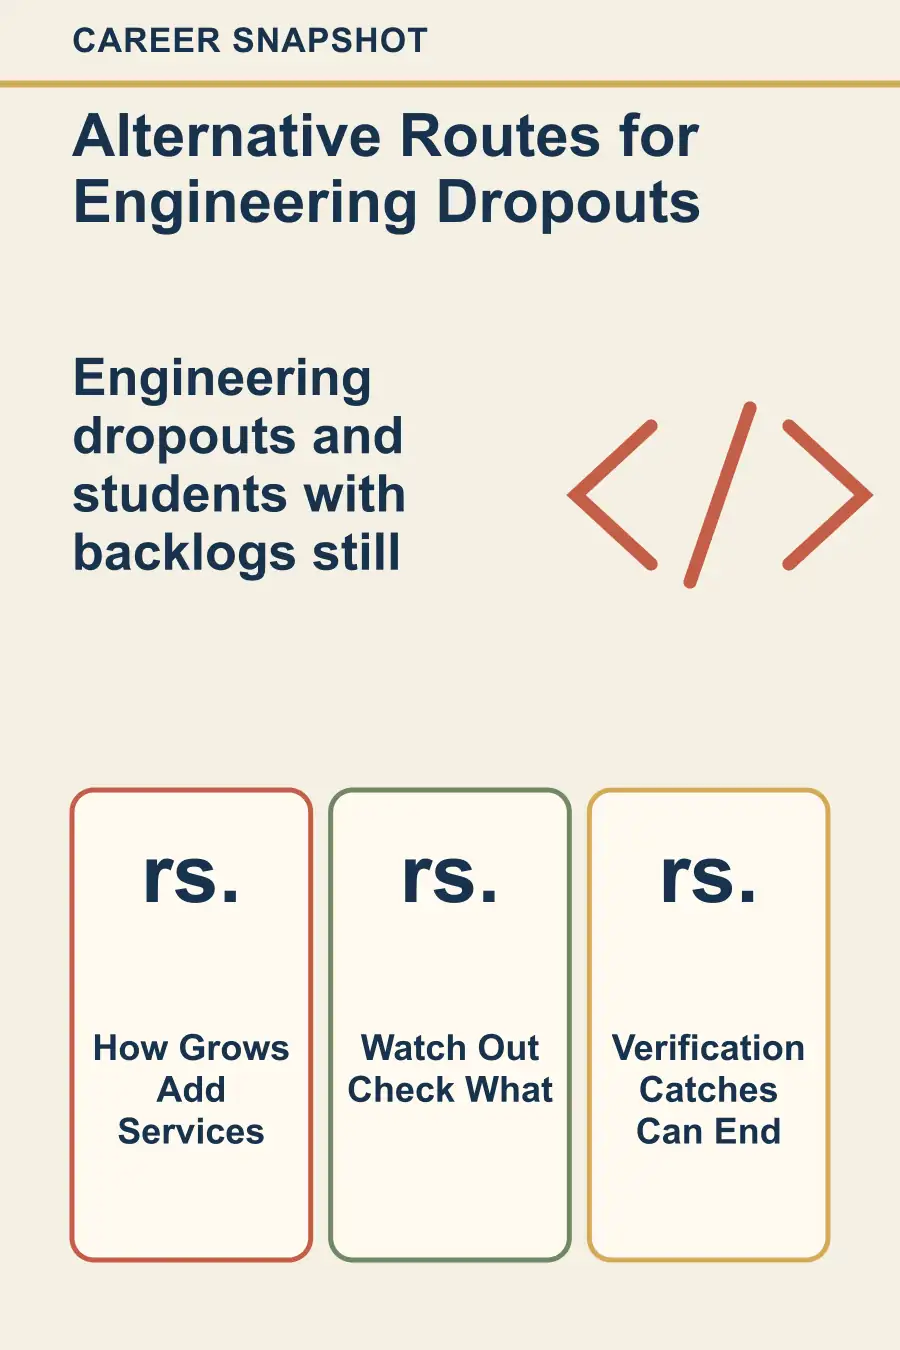 CAREER SNAPSHOT
Alternative Routes for
Engineering Dropouts
Engineering
dropouts and
students with
backlogs still
rs.
How Grows
Add
Services
rs.
Watch Out
Check What
rs.
Verification
Catches
Can End